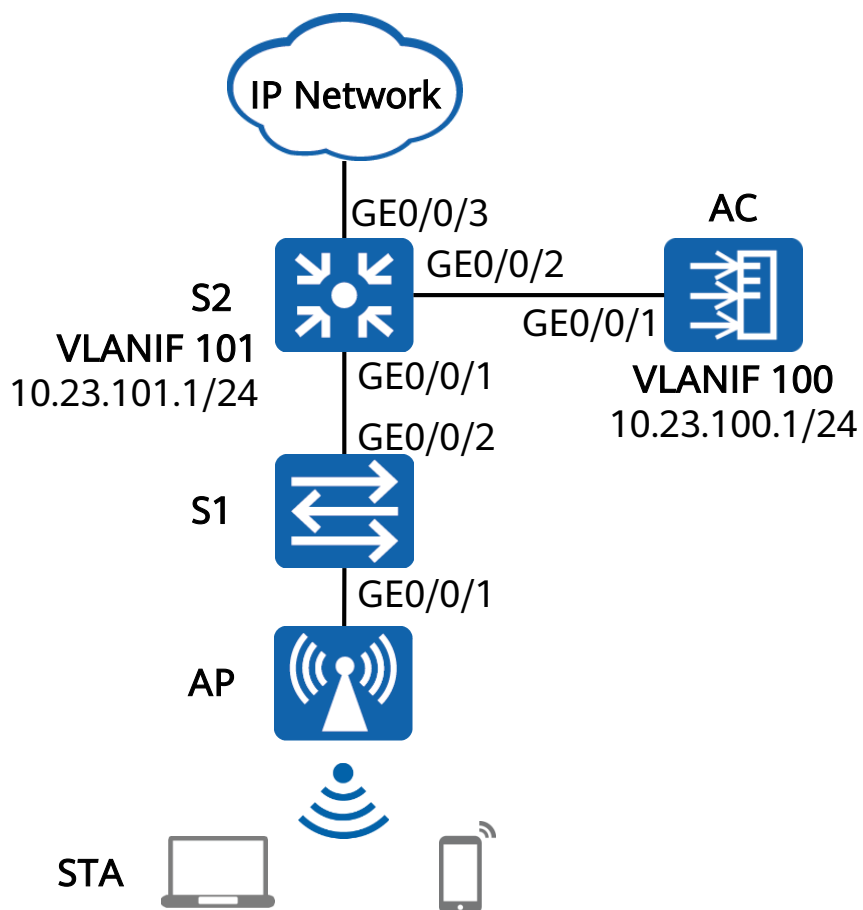 IP Network
GE0/0/3
AC
S2
GE0/0/2
GE0/0/1
VLANIF 101
10.23.101.1/24
GE0/0/1
VLANIF 100
10.23.100.1/24
GE0/0/2
S1
GE0/0/1
AP
STA